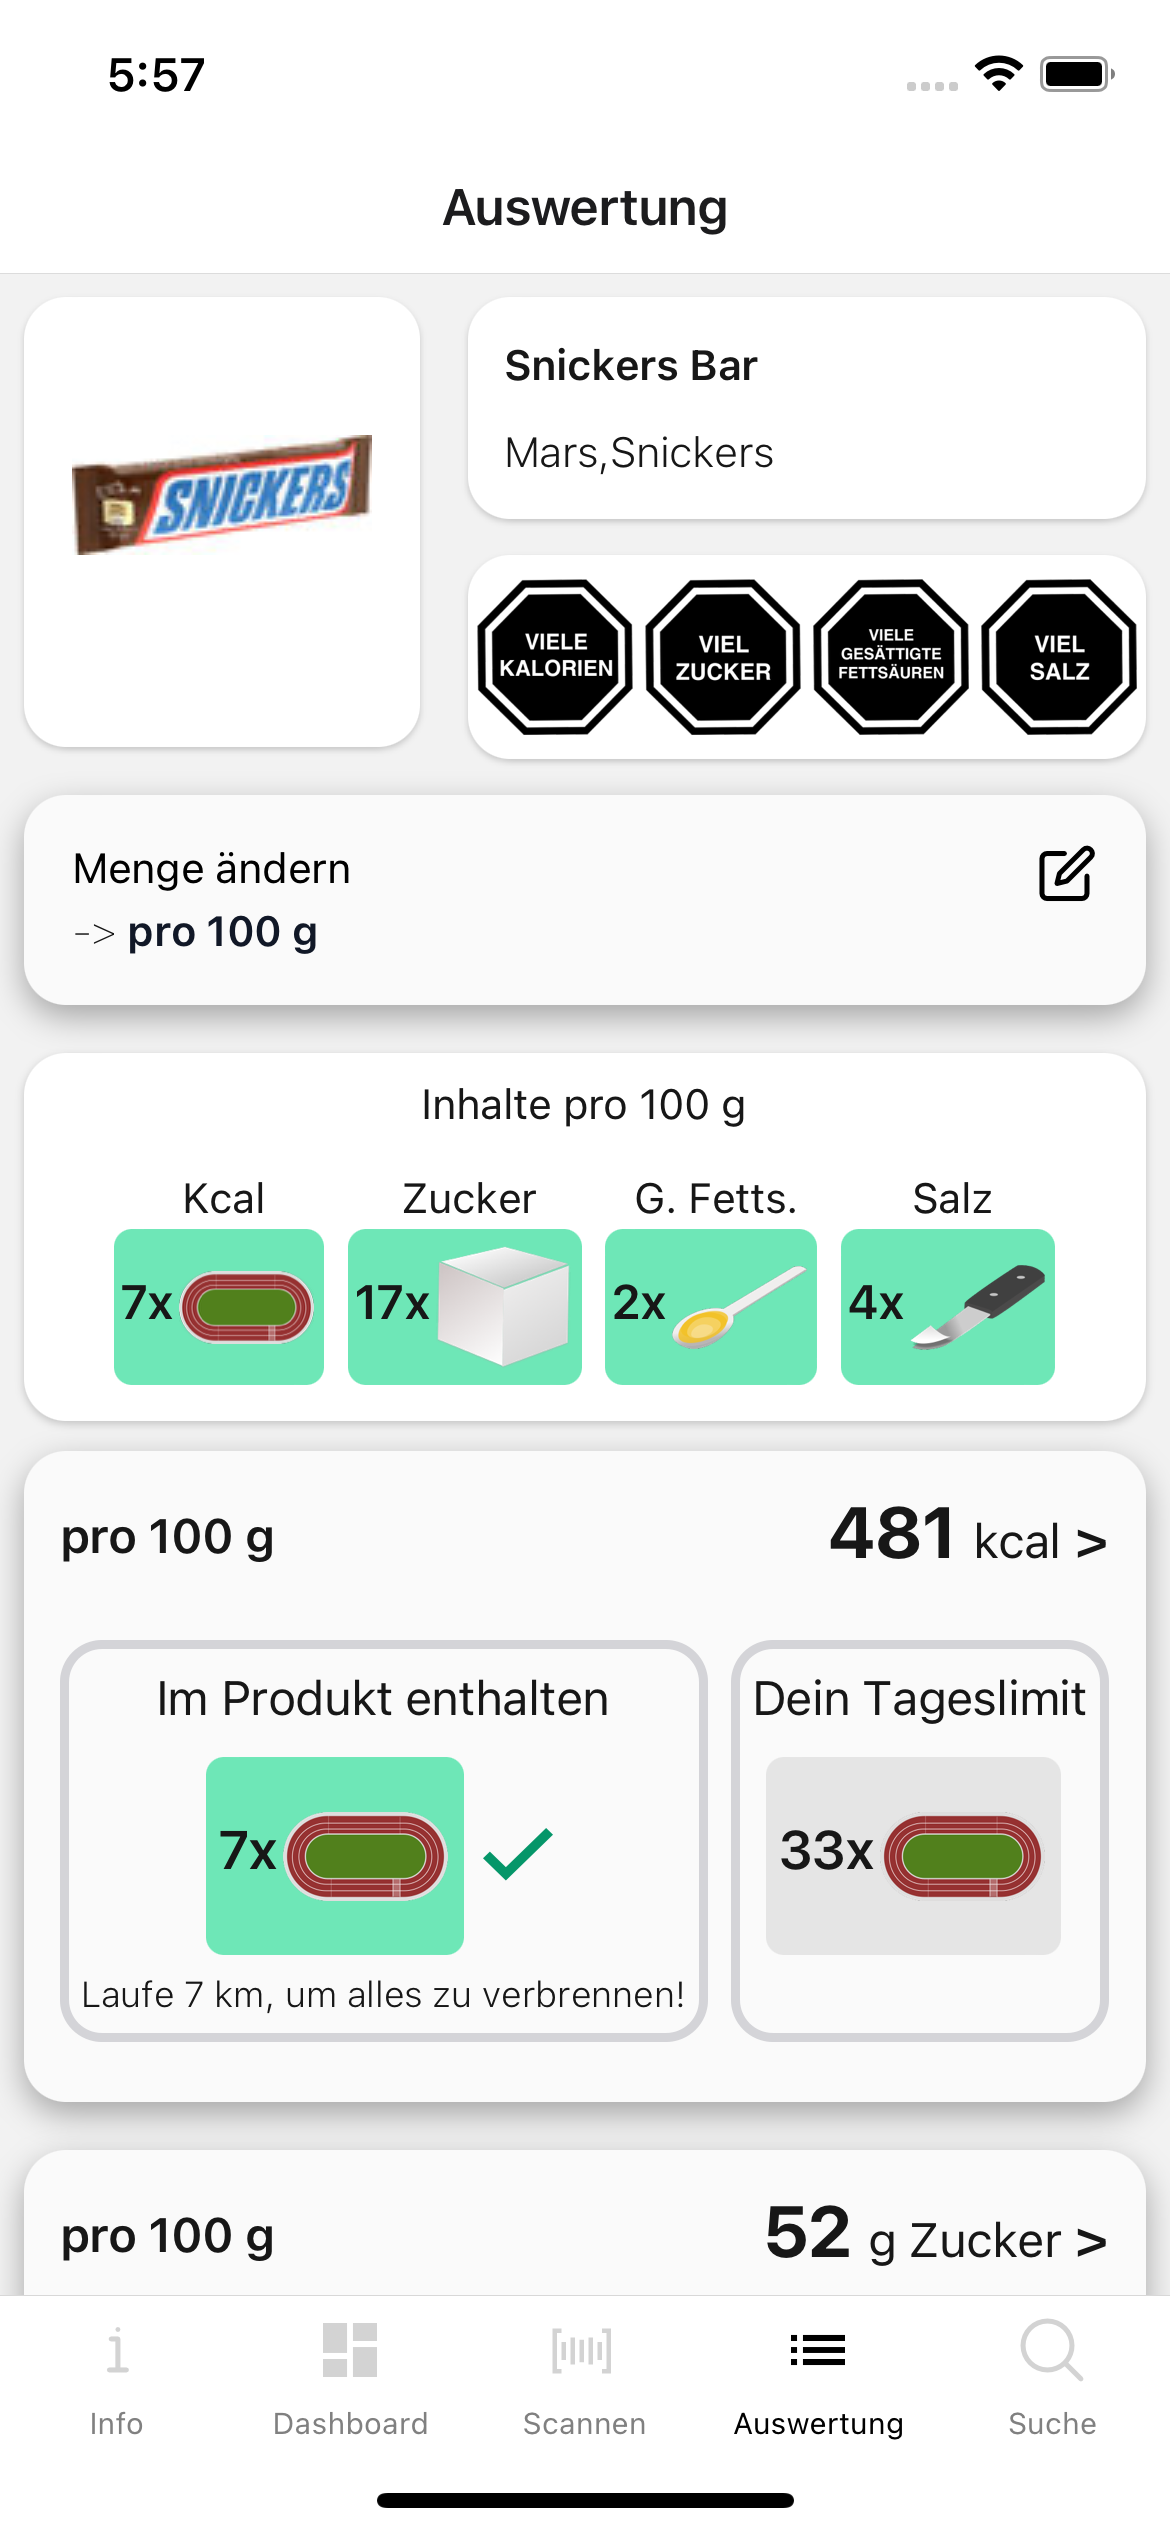 5:57
Auswertung
SNICKERS
Snickers Bar
Mars,Snickers
VIELE
KALORIEN
VIEL
ZUCKER
VIELE
GESÄTTIGTE
FETTSÄUREN
VIEL
SALZ
Menge ändern
-> pro 100 g
Inhalte pro 100 g
Kcal Zucker G. Fetts. Salz
7x 17x 2x 4x
pro 100 g 481 kcal >
Im Produkt enthalten
7x
Laufe 7 km, um alles zu verbrennen!
Dein Tageslimit
33x
pro 100 g 52 g Zucker >
Info Dashboard Scannen Auswertung Suche